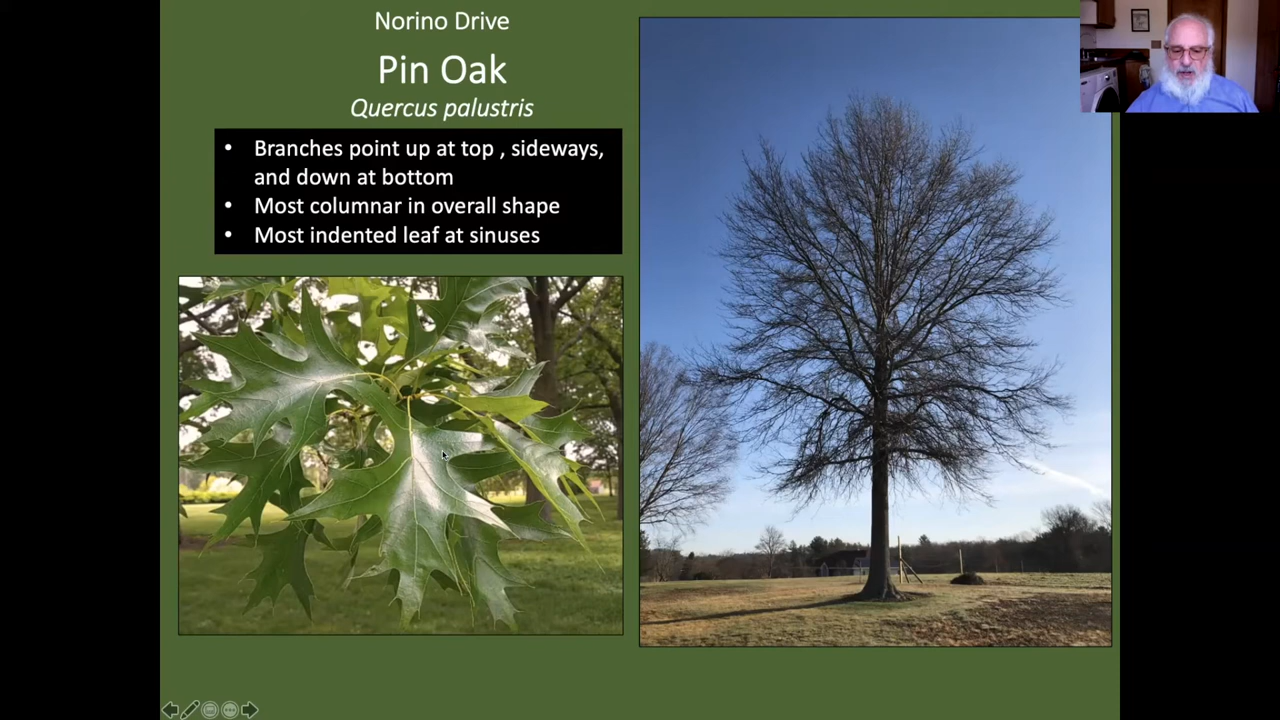 Norino Drive
Pin Oak
Quercus palustris
• Branches point up at top , sideways,
and down at bottom
• Most columnar in overall shape
• Most indented leaf at sinuses